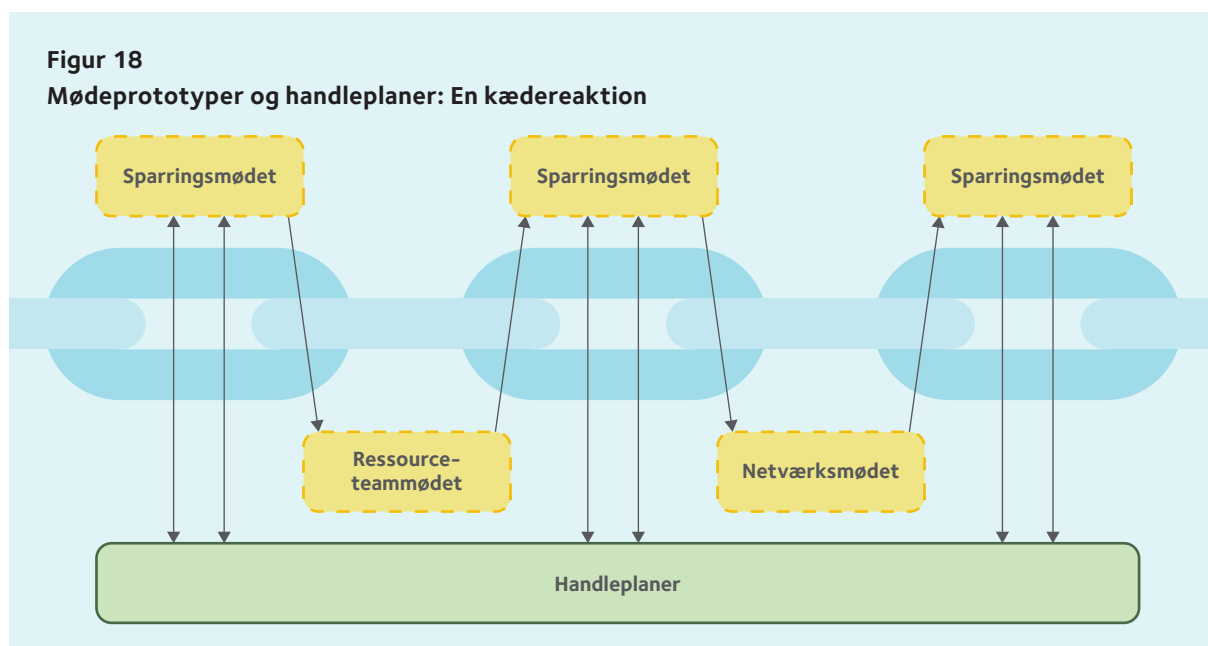 Figur 18
Mødeprototyper og handleplaner: En kædereaktion
Sparringsmødet
Sparringsmødet
Sparringsmødet
Ressource-
teammødet
Netværksmødet
Handleplaner